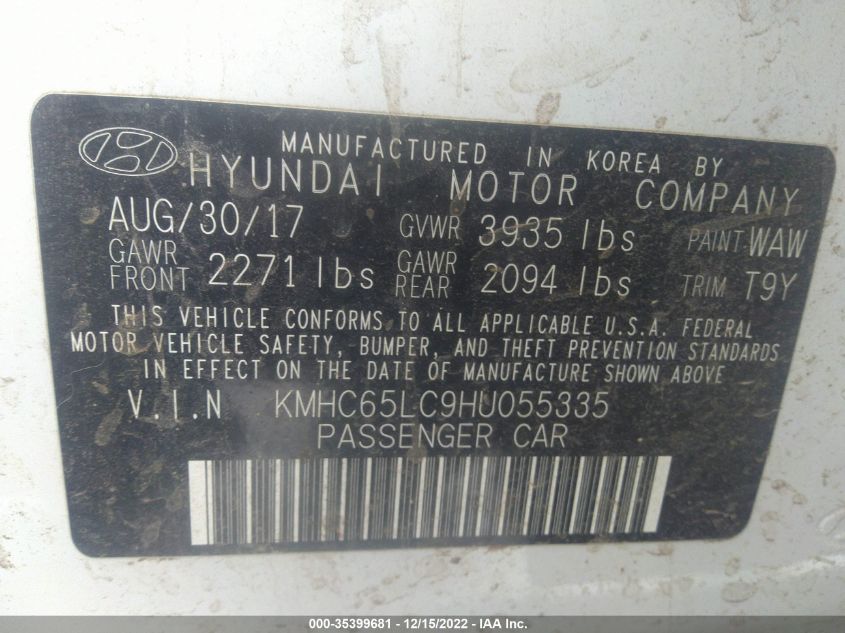 MANUFACTURED IN KOREA BY
HYUNDAI MOTOR COMPANY
AUG/30/17 GVWR 3935 lbs PAINT WAW
GAWR FRONT 2271 lbs GAWR REAR 2094 lbs TRIM T9Y
THIS VEHICLE CONFORMS TO ALL APPLICABLE U.S.A. FEDERAL
MOTOR VEHICLE SAFETY, BUMPER, AND THEFT PREVENTION STANDARDS
IN EFFECT ON THE DATE OF MANUFACTURE SHOWN ABOVE.
V.I.N KMHC65LC9HU055335
PASSENGER CAR
000-35399681 - 12/15/2022 - IAA Inc.